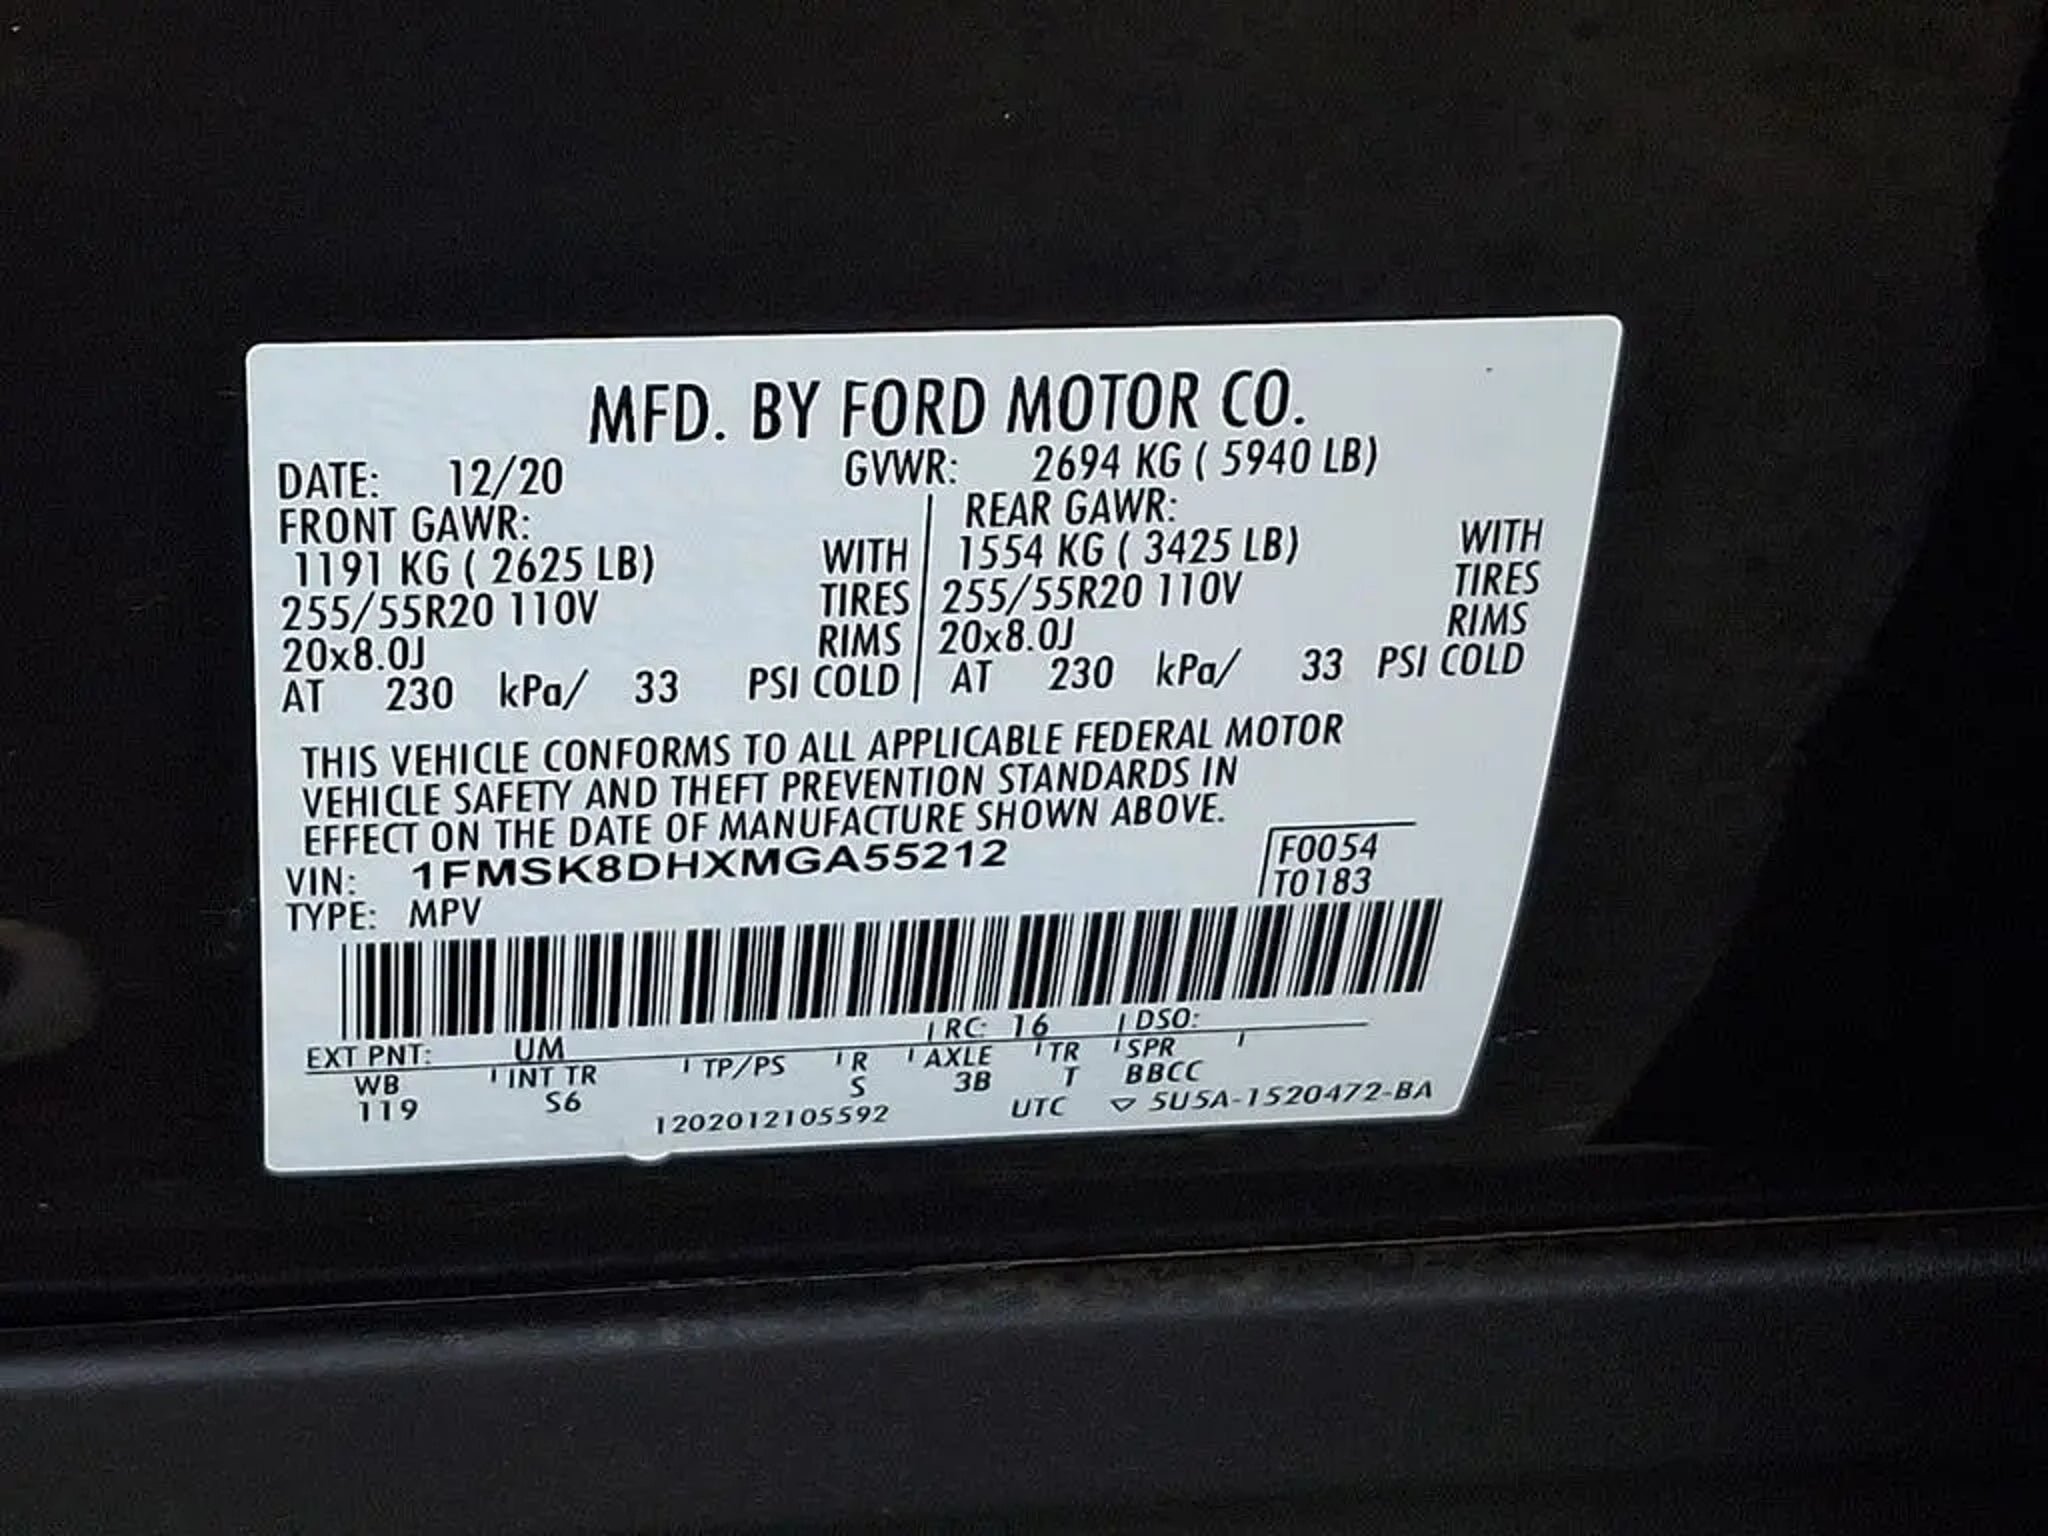 MFD. BY FORD MOTOR CO.
DATE: 12/20 GVWR: 2694 KG ( 5940 LB)
FRONT GAWR: REAR GAWR:
1191 KG ( 2625 LB) WITH 1554 KG ( 3425 LB) WITH
255/55R20 110V TIRES 255/55R20 110V TIRES
20x8.0J RIMS 20x8.0J RIMS
AT 230 kPa/ 33 PSI COLD AT 230 kPa/ 33 PSI COLD
THIS VEHICLE CONFORMS TO ALL APPLICABLE FEDERAL MOTOR
VEHICLE SAFETY AND THEFT PREVENTION STANDARDS IN
EFFECT ON THE DATE OF MANUFACTURE SHOWN ABOVE.
VIN: 1FMSK8DHXMGA55212 F0054
TYPE: MPV T0183
EXT PNT: UM RC: 16 DSO:
WB INT TR TP/PS R AXLE TR SPR
119 S6 S 3B T BBCC
1202012105592 UTC ▽ 5U5A-1520472-BA